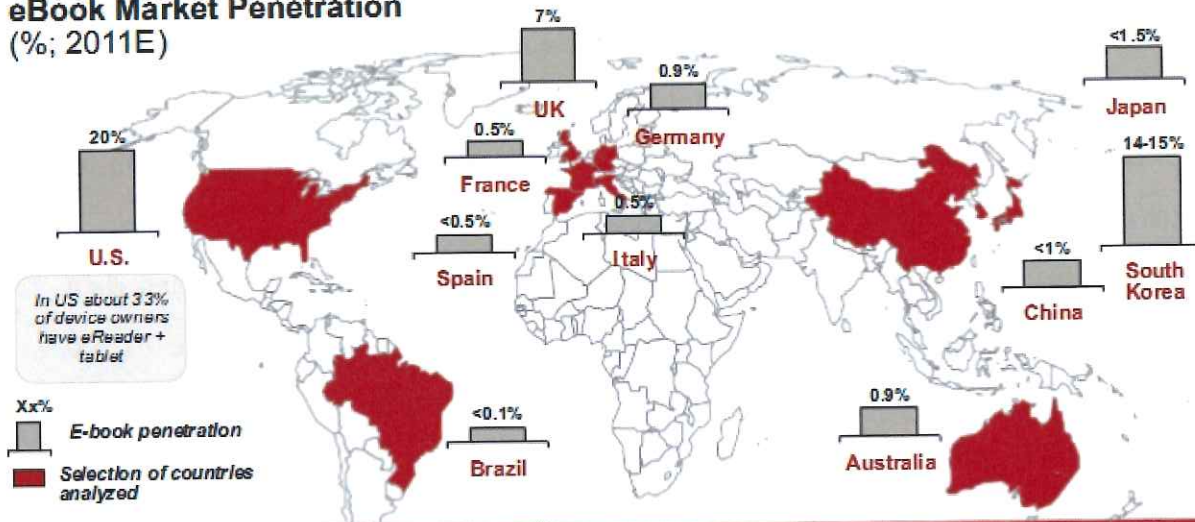 eBook Market Penetration
(%; 2011E)
7%
UK
0.9%
Germany
<1.5%
Japan
20%
U.S.
0.5%
France
14-15%
South
Korea
<0.5%
Spain
0.5%
Italy
<1%
China
In US about 33%
of device owners
have eReader +
tablet
Xx%
E-book penetration
Selection of countries
analyzed
<0.1%
Brazil
0.9%
Australia